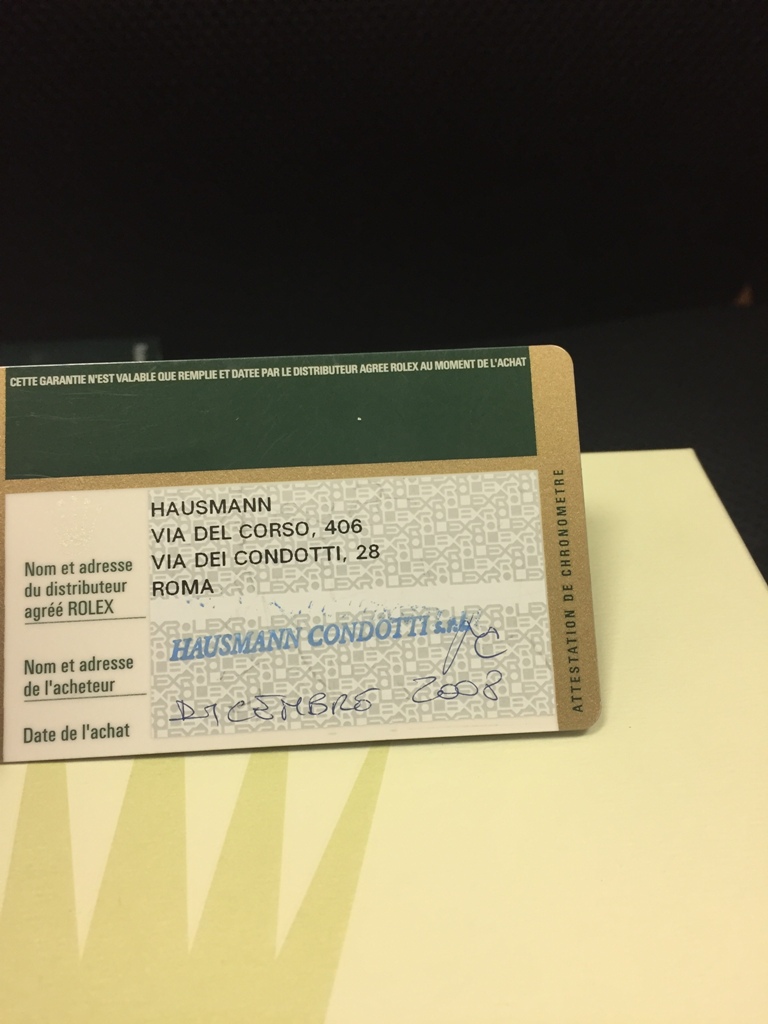 CETTE GARANTIE N'EST VALABLE QUE REMPLIE ET DATEE PAR LE DISTRIBUTEUR AGREE ROLEX AU MOMENT DE L'ACHAT
HAUSMANN
VIA DEL CORSO, 406
VIA DEI CONDOTTI, 28
ROMA
Nom et adresse
du distributeur
agréé ROLEX
HAUSMANN CONDOTTI s.r.l.
Nom et adresse
de l'acheteur
DICEMBRE 2008
Date de l'achat
ATTESTATION DE CHRONOMETRE